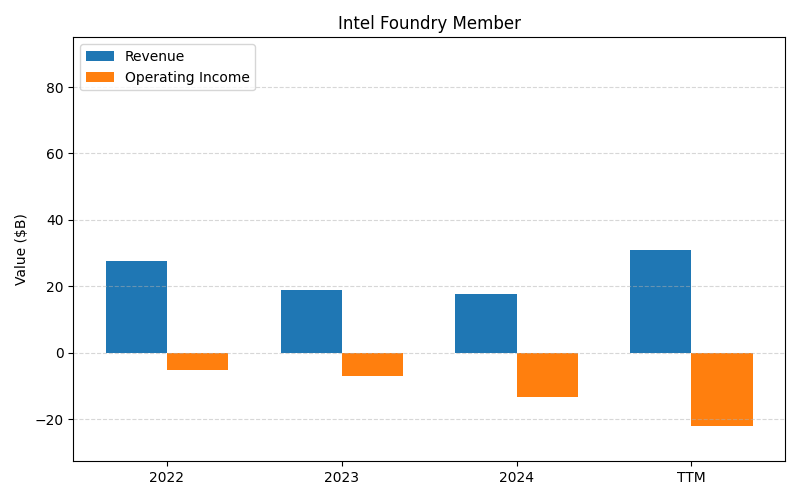 Intel Foundry Member
Revenue
Operating Income
Value ($B)
80
60
40
20
0
−20
2022 2023 2024 TTM